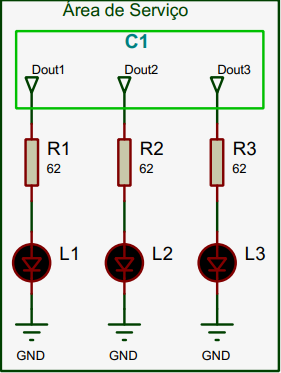 Área de Serviço
C1
Dout1 Dout2 Dout3
R1 R2 R3
62 62 62
L1 L2 L3
GND GND GND